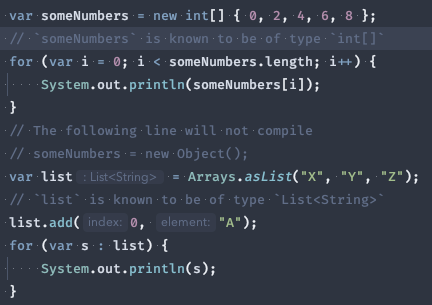 var someNumbers = new int[] { 0, 2, 4, 6, 8 };
// `someNumbers` is known to be of type `int[]`
for (var i = 0; i < someNumbers.length; i++) {
    System.out.println(someNumbers[i]);
}
// The following line will not compile
// someNumbers = new Object();
var list : List<String> = Arrays.asList("X", "Y", "Z");
// `list` is known to be of type `List<String>`
list.add( index: 0, element: "A");
for (var s : list) {
    System.out.println(s);
}